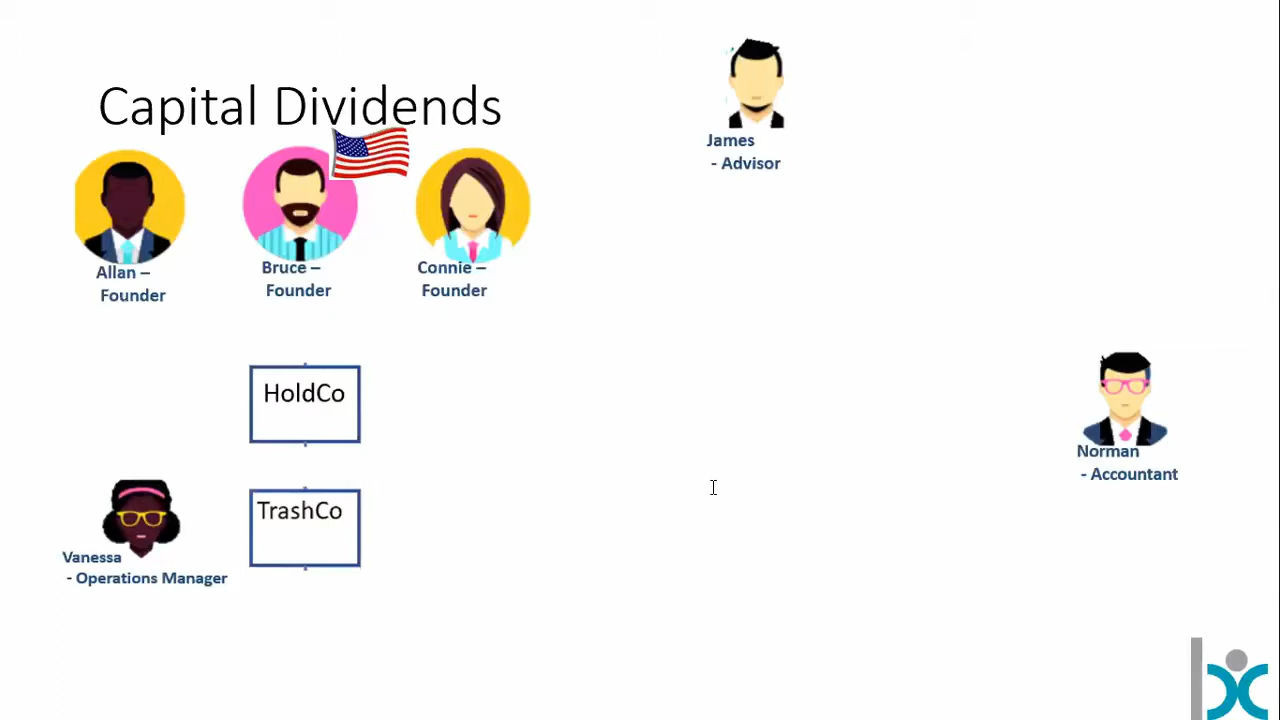 Capital Dividends
James
- Advisor
Allan –
Founder
Bruce –
Founder
Connie –
Founder
HoldCo
Norman
- Accountant
TrashCo
Vanessa
- Operations Manager